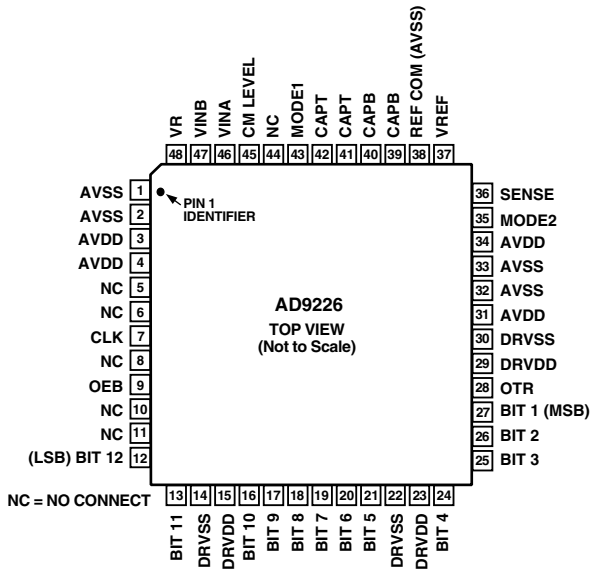 VR
VINB
VINA
CM LEVEL
NC
MODE1
CAPT
CAPT
CAPB
CAPB
REF COM (AVSS)
VREF
48 47 46 45 44 43 42 41 40 39 38 37
AVSS 1
AVSS 2
AVDD 3
AVDD 4
NC 5
NC 6
CLK 7
NC 8
OEB 9
NC 10
NC 11
(LSB) BIT 12 12
PIN 1
IDENTIFIER
AD9226
TOP VIEW
(Not to Scale)
36 SENSE
35 MODE2
34 AVDD
33 AVSS
32 AVSS
31 AVDD
30 DRVSS
29 DRVDD
28 OTR
27 BIT 1 (MSB)
26 BIT 2
25 BIT 3
NC = NO CONNECT
13 14 15 16 17 18 19 20 21 22 23 24
BIT 11
DRVSS
DRVDD
BIT 10
BIT 9
BIT 8
BIT 7
BIT 6
BIT 5
DRVSS
DRVDD
BIT 4